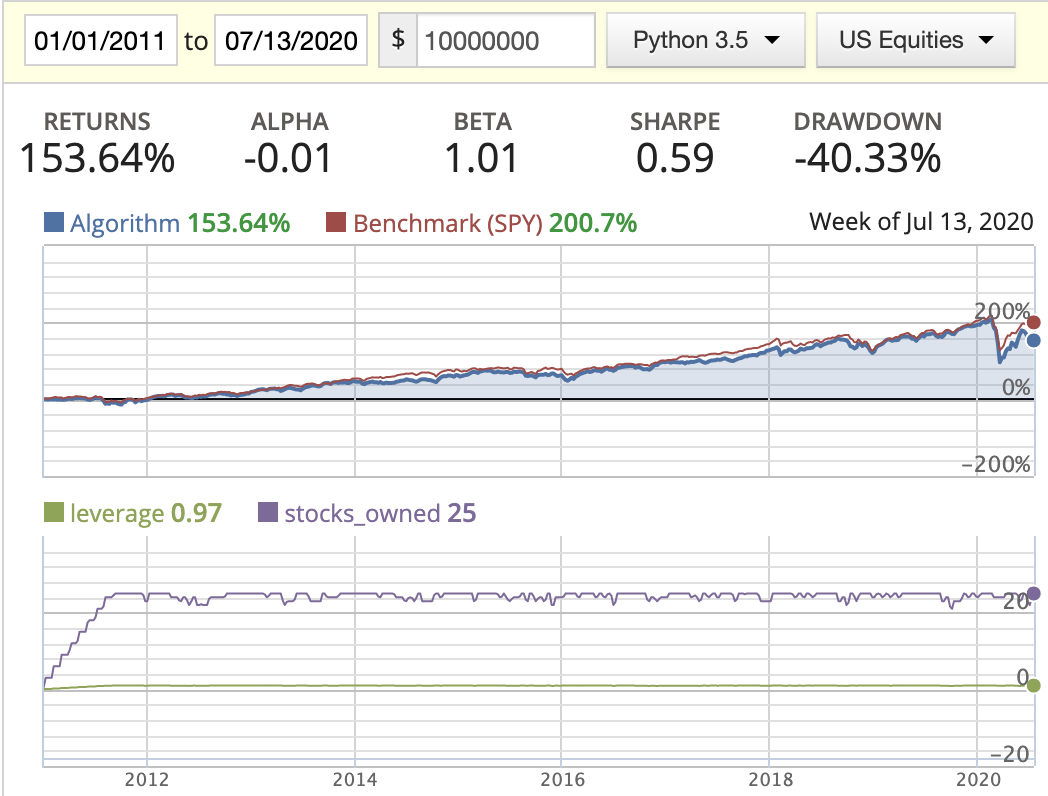 01/01/2011 to 07/13/2020 $ 10000000 Python 3.5 US Equities
RETURNS ALPHA BETA SHARPE DRAWDOWN
153.64% -0.01 1.01 0.59 -40.33%
Algorithm 153.64% Benchmark (SPY) 200.7% Week of Jul 13, 2020
200%
0%
−200%
leverage 0.97 stocks_owned 25
20
0
−20
2012 2014 2016 2018 2020